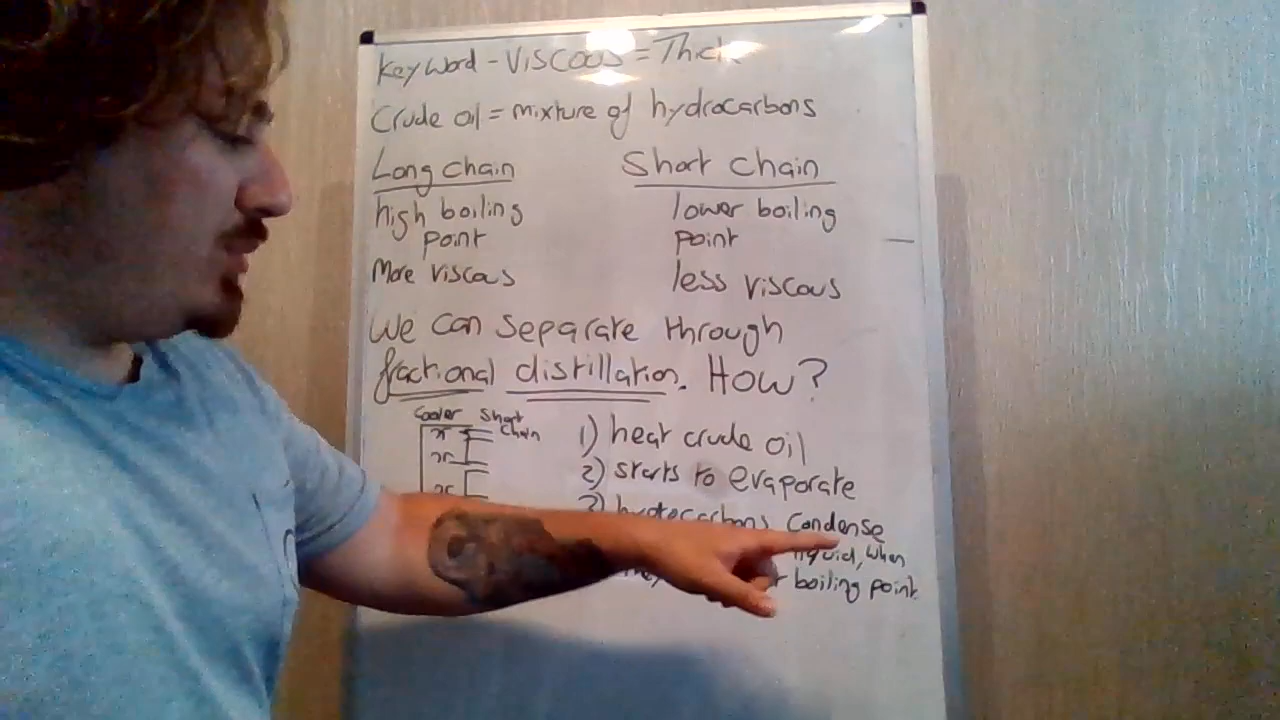 Key Word - Viscous = Thick
Crude oil = mixture of hydrocarbons
Long chain
Short chain
high boiling
point
lower boiling
point
More viscous
less viscous
We can separate through
fractional distillation. How?
Cooler
Short
chain
1) heat crude oil
2) starts to evaporate
3) hydrocarbons condense
liquid, when
boiling point